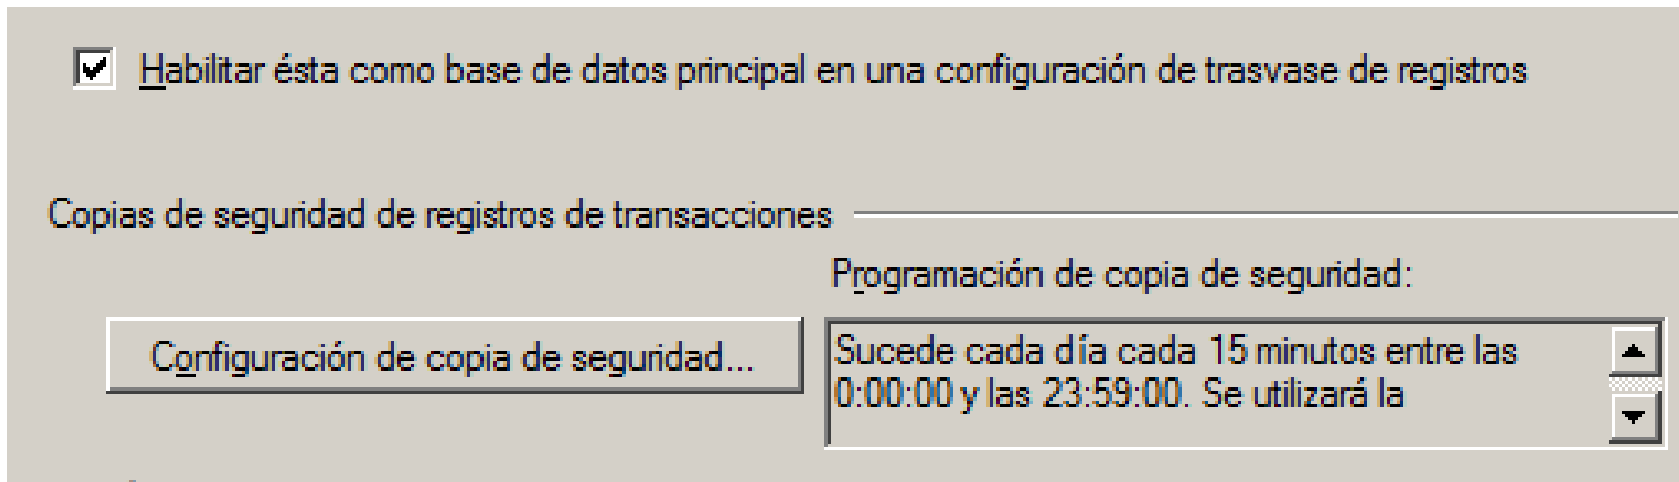 Habilitar ésta como base de datos principal en una configuración de trasvase de registros
Copias de seguridad de registros de transacciones
Programación de copia de seguridad:
Configuración de copia de seguridad...
Sucede cada día cada 15 minutos entre las
0:00:00 y las 23:59:00. Se utilizará la